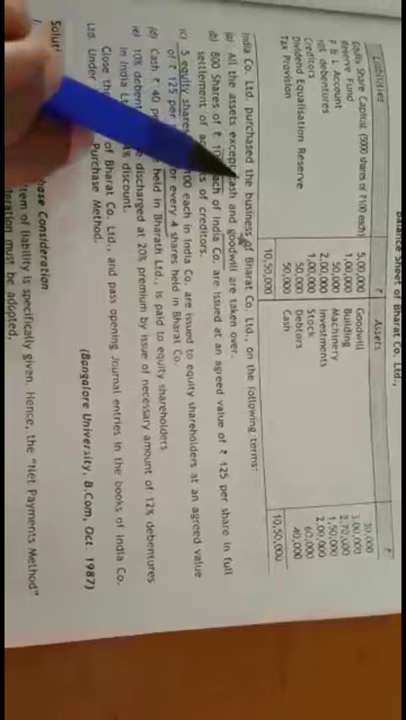 Balance Sheet of Bharat Co. Ltd.,
Liabilities ₹ Assets ₹
Equity Share Capital (5000 shares of ₹100 each) 5,00,000 Goodwill
Reserve Fund 1,00,000 Building 3,00,000
P & L Account 50,000 Machinery 2,70,000
debentures 2,00,000 Investments 1,50,000
Creditors 1,00,000 Stock 2,00,000
Dividend Equalisation Reserve 50,000 Debtors 60,000
Tax Provision 50,000 Cash 40,000
10,50,000 10,50,000
India Co. Ltd. purchased the business of Bharat Co. Ltd., on the following terms:
(a) All the assets except cash and goodwill are taken over.
(b) 800 Shares of ₹ each of India Co. are issued at an agreed value of ₹ 125 per share in full
settlement of of creditors.
(c) 5 equity shares 100 each in India Co. are issued to equity shareholders at an agreed value
of ₹ 125 per for every 4 shares held in Bharat Co.
(d) Cash ₹ 40 held in Bharath Ltd., is paid to equity shareholders
(e) 10% discharged at 20% premium by issue of necessary amount of 12% debentures
in India discount.
Close the of Bharat Co. Ltd., and pass opening Journal entries in the books of India Co.
Ltd. Under Purchase Method.
(Bangalore University, B.Com, Oct. 1987)
Consideration
of liability is specifically given. Hence, the "Net Payments Method"
must be adopted.